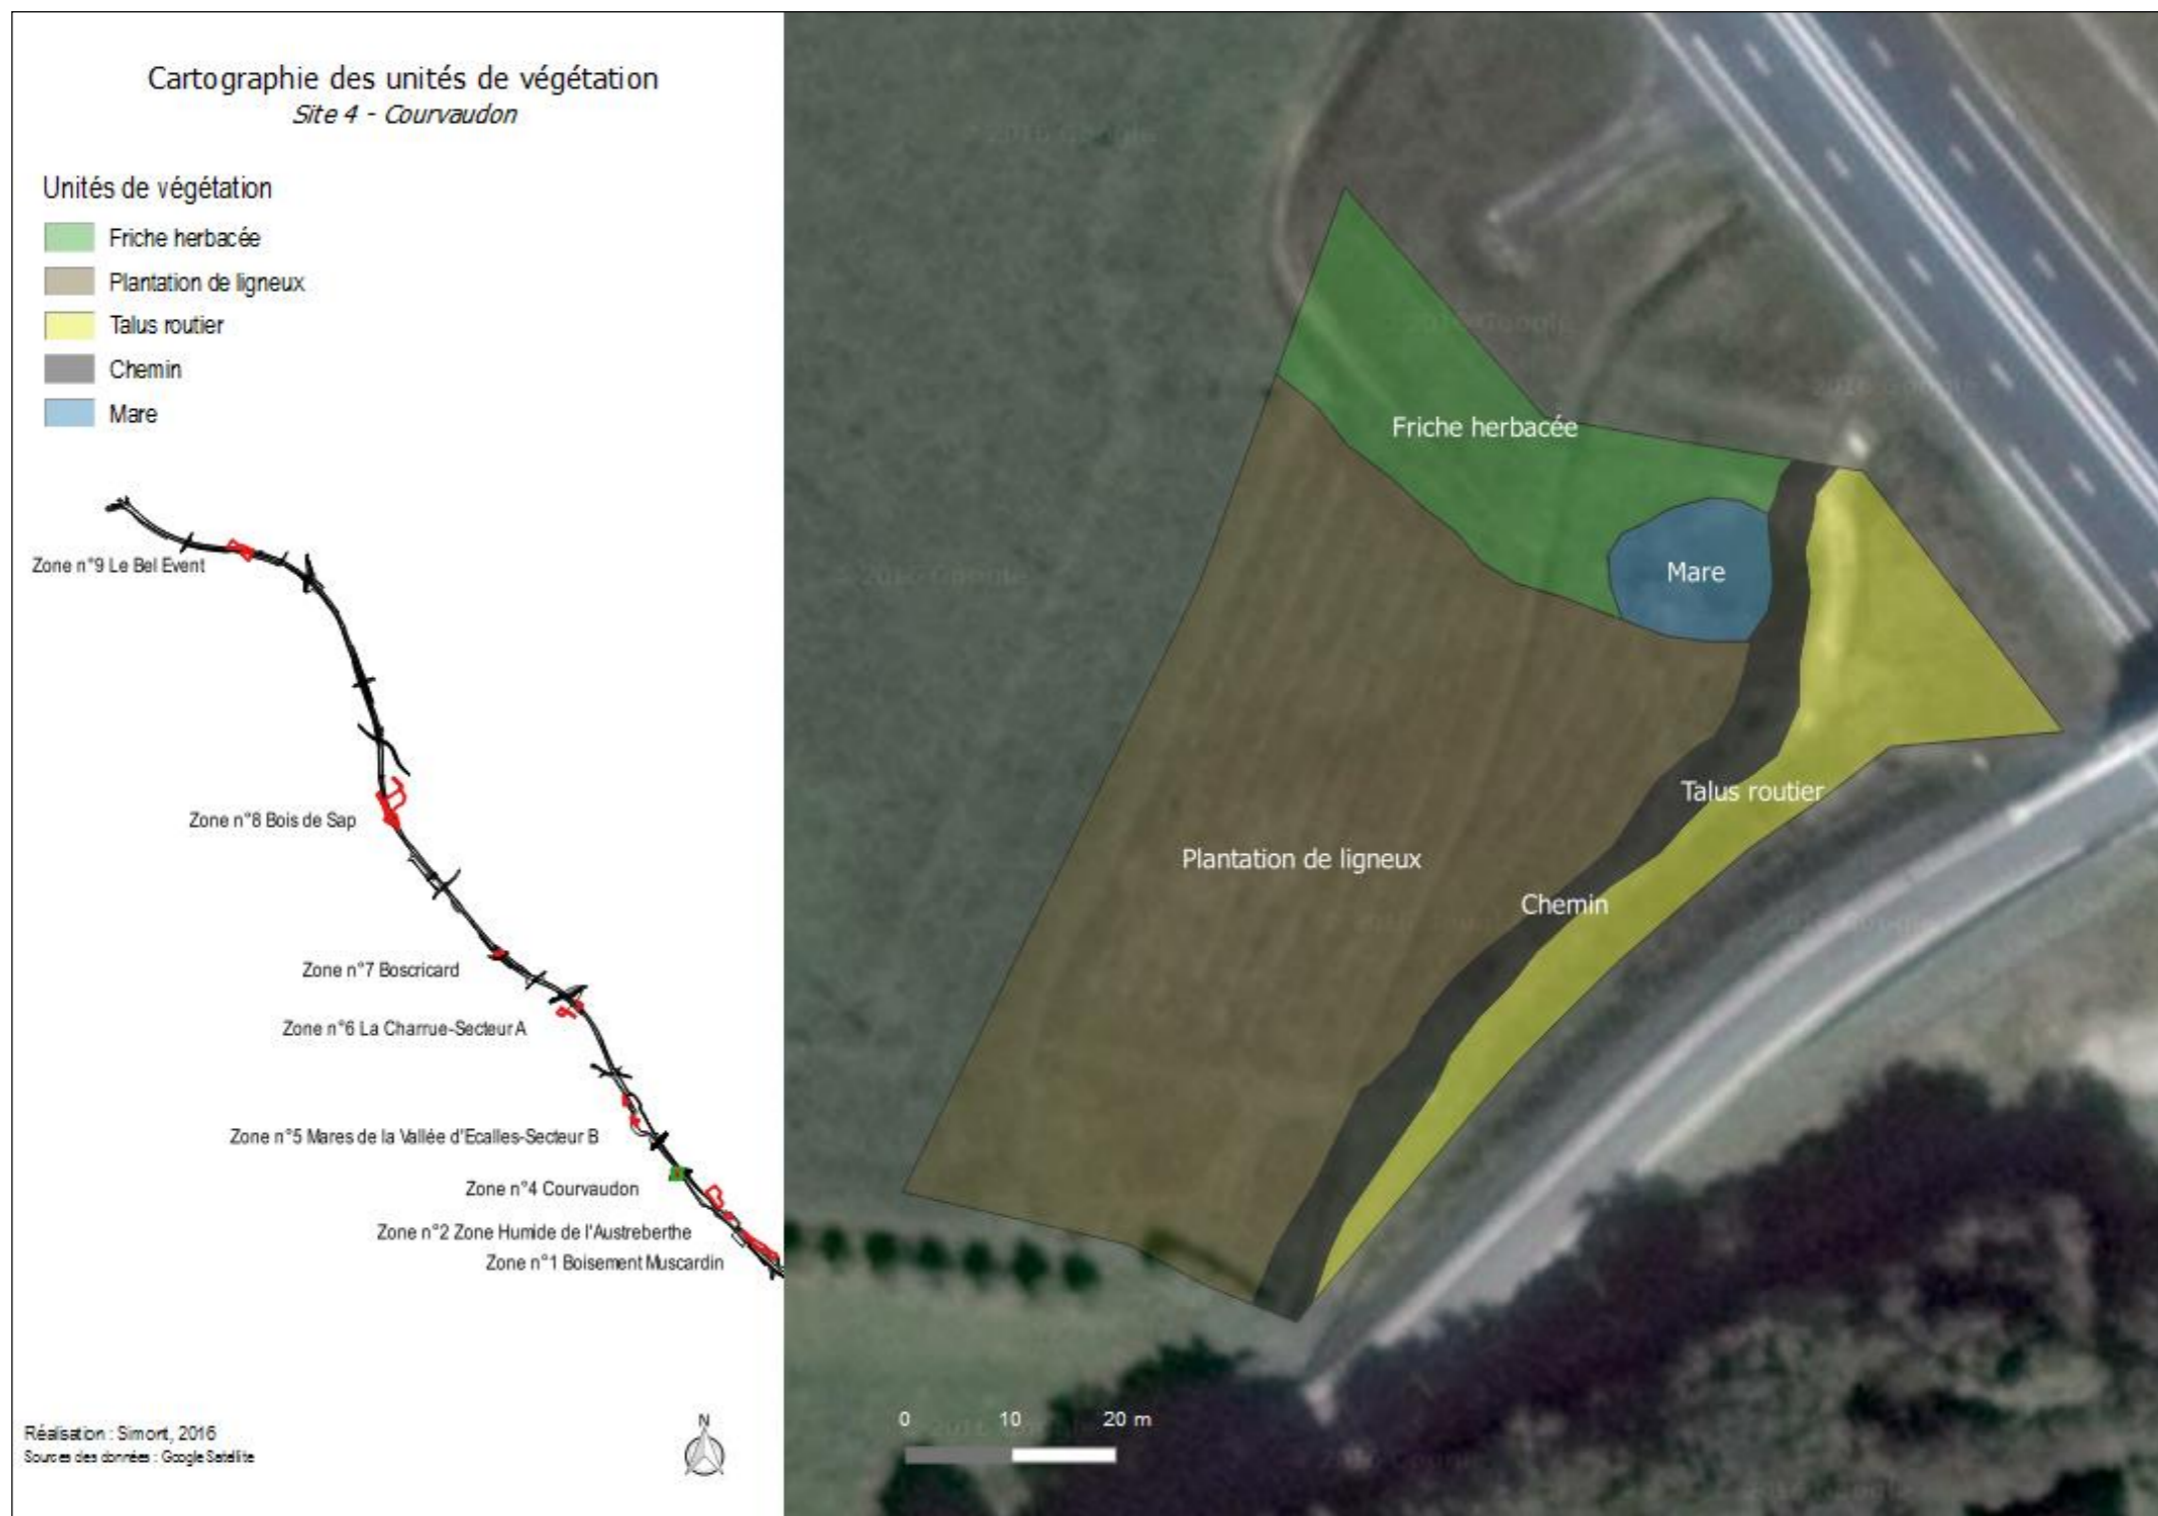 Cartographie des unités de végétation
Site 4 - Courvaudon
Unités de végétation
Friche herbacée
Plantation de ligneux
Talus routier
Chemin
Mare
Zone n°9 Le Bel Event
Zone n°8 Bois de Sap
Zone n°7 Boscricard
Zone n°6 La Charrue-Secteur A
Zone n°5 Mares de la Vallée d'Ecalles-Secteur B
Zone n°4 Courvaudon
Zone n°2 Zone Humide de l'Austreberthe
Zone n°1 Boisement Muscardin
Réalisation : Simont, 2016
Sources des données : Google Satellite
N
Friche herbacée
Mare
Talus routier
Plantation de ligneux
Chemin
0 10 20 m